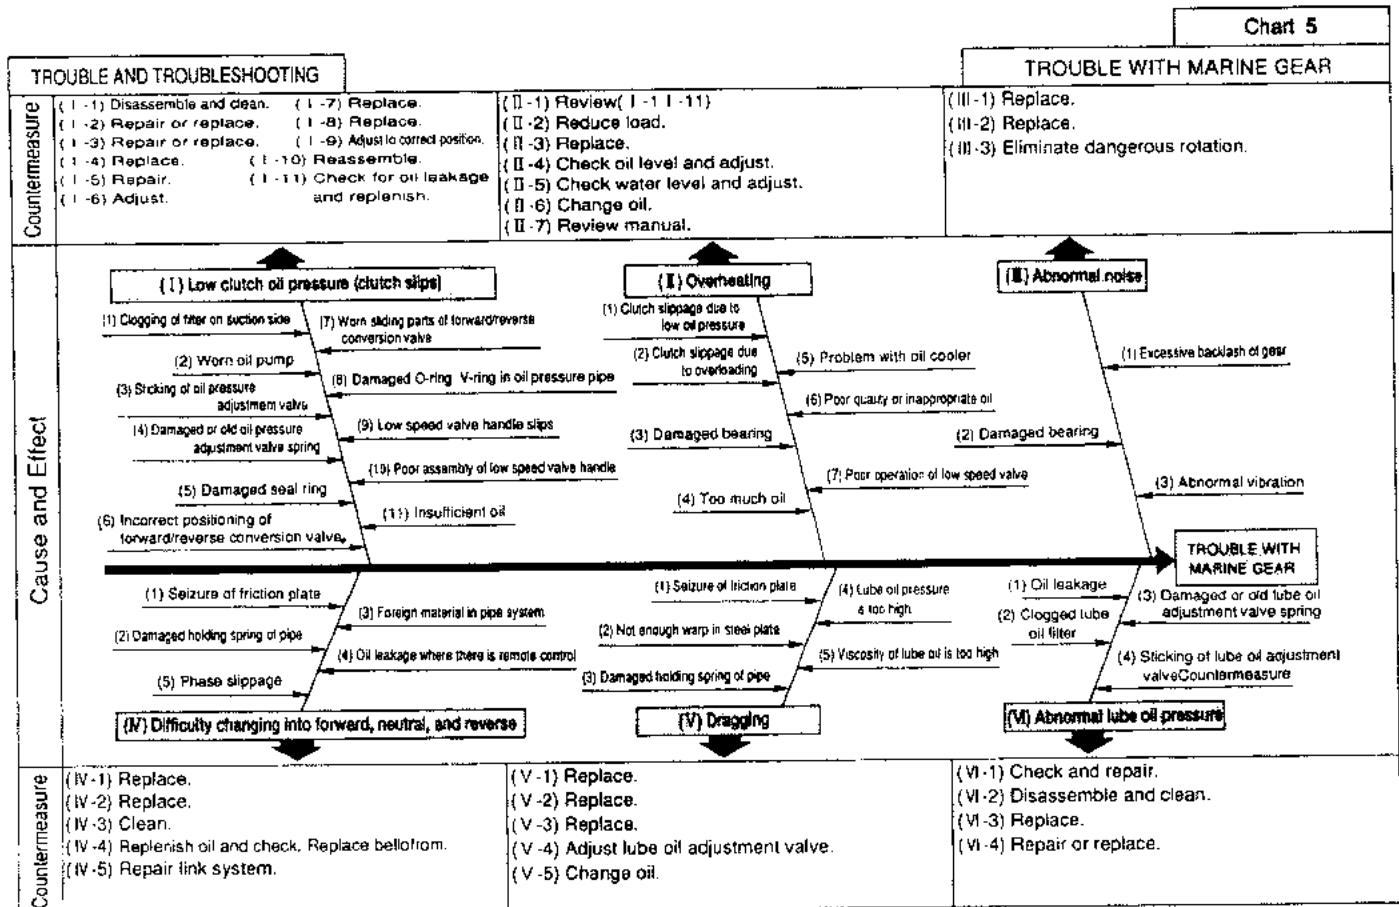 Chart 5
TROUBLE AND TROUBLESHOOTING
TROUBLE WITH MARINE GEAR
Countermeasure
( I -1) Disassemble and clean.
( I -2) Repair or replace.
( I -3) Repair or replace.
( I -4) Replace.
( I -5) Repair.
( I -6) Adjust.
( I -7) Replace.
( I -8) Replace.
( I -9) Adjust to correct position.
( I -10) Reassemble.
( I -11) Check for oil leakage
and replenish.
(II-1) Review( I -1 I -11)
(II-2) Reduce load.
(II-3) Replace.
(II-4) Check oil level and adjust.
(II-5) Check water level and adjust.
(II-6) Change oil.
(II-7) Review manual.
(III-1) Replace.
(III-2) Replace.
(III-3) Eliminate dangerous rotation.
Cause and Effect
(I) Low clutch oil pressure (clutch slips)
(1) Clogging of filter on suction side
(2) Worn oil pump
(3) Sticking of oil pressure
adjustment valve
(4) Damaged or old oil pressure
adjustment valve spring
(5) Damaged seal ring
(6) Incorrect positioning of
forward/reverse conversion valve
(7) Worn sliding parts of forward/reverse
conversion valve
(8) Damaged O-ring V-ring in oil pressure pipe
(9) Low speed valve handle slips
(10) Poor assembly of low speed valve handle
(11) Insufficient oil
(II) Overheating
(1) Clutch slippage due to
low oil pressure
(2) Clutch slippage due
to overloading
(3) Damaged bearing
(4) Too much oil
(5) Problem with oil cooler
(6) Poor quality or inappropriate oil
(7) Poor operation of low speed valve
(III) Abnormal noise
(1) Excessive backlash of gear
(2) Damaged bearing
(3) Abnormal vibration
TROUBLE WITH
MARINE GEAR
(1) Seizure of friction plate
(2) Damaged holding spring of pipe
(3) Foreign material in pipe system
(4) Oil leakage where there is remote control
(5) Phase slippage
(IV) Difficulty changing into forward, neutral, and reverse
(1) Seizure of friction plate
(2) Not enough warp in steel plate
(3) Damaged holding spring of pipe
(4) Lube oil pressure
is too high
(5) Viscosity of lube oil is too high
(V) Dragging
(1) Oil leakage
(2) Clogged lube
oil filter
(3) Damaged or old lube oil
adjustment valve spring
(4) Sticking of lube oil adjustment
valveCountermeasure
(VI) Abnormal lube oil pressure
Countermeasure
(IV-1) Replace.
(IV-2) Replace.
(IV-3) Clean.
(IV-4) Replenish oil and check. Replace bellofrom.
(IV-5) Repair link system.
(V-1) Replace.
(V-2) Replace.
(V-3) Replace.
(V-4) Adjust lube oil adjustment valve.
(V-5) Change oil.
(VI-1) Check and repair.
(VI-2) Disassemble and clean.
(VI-3) Replace.
(VI-4) Repair or replace.